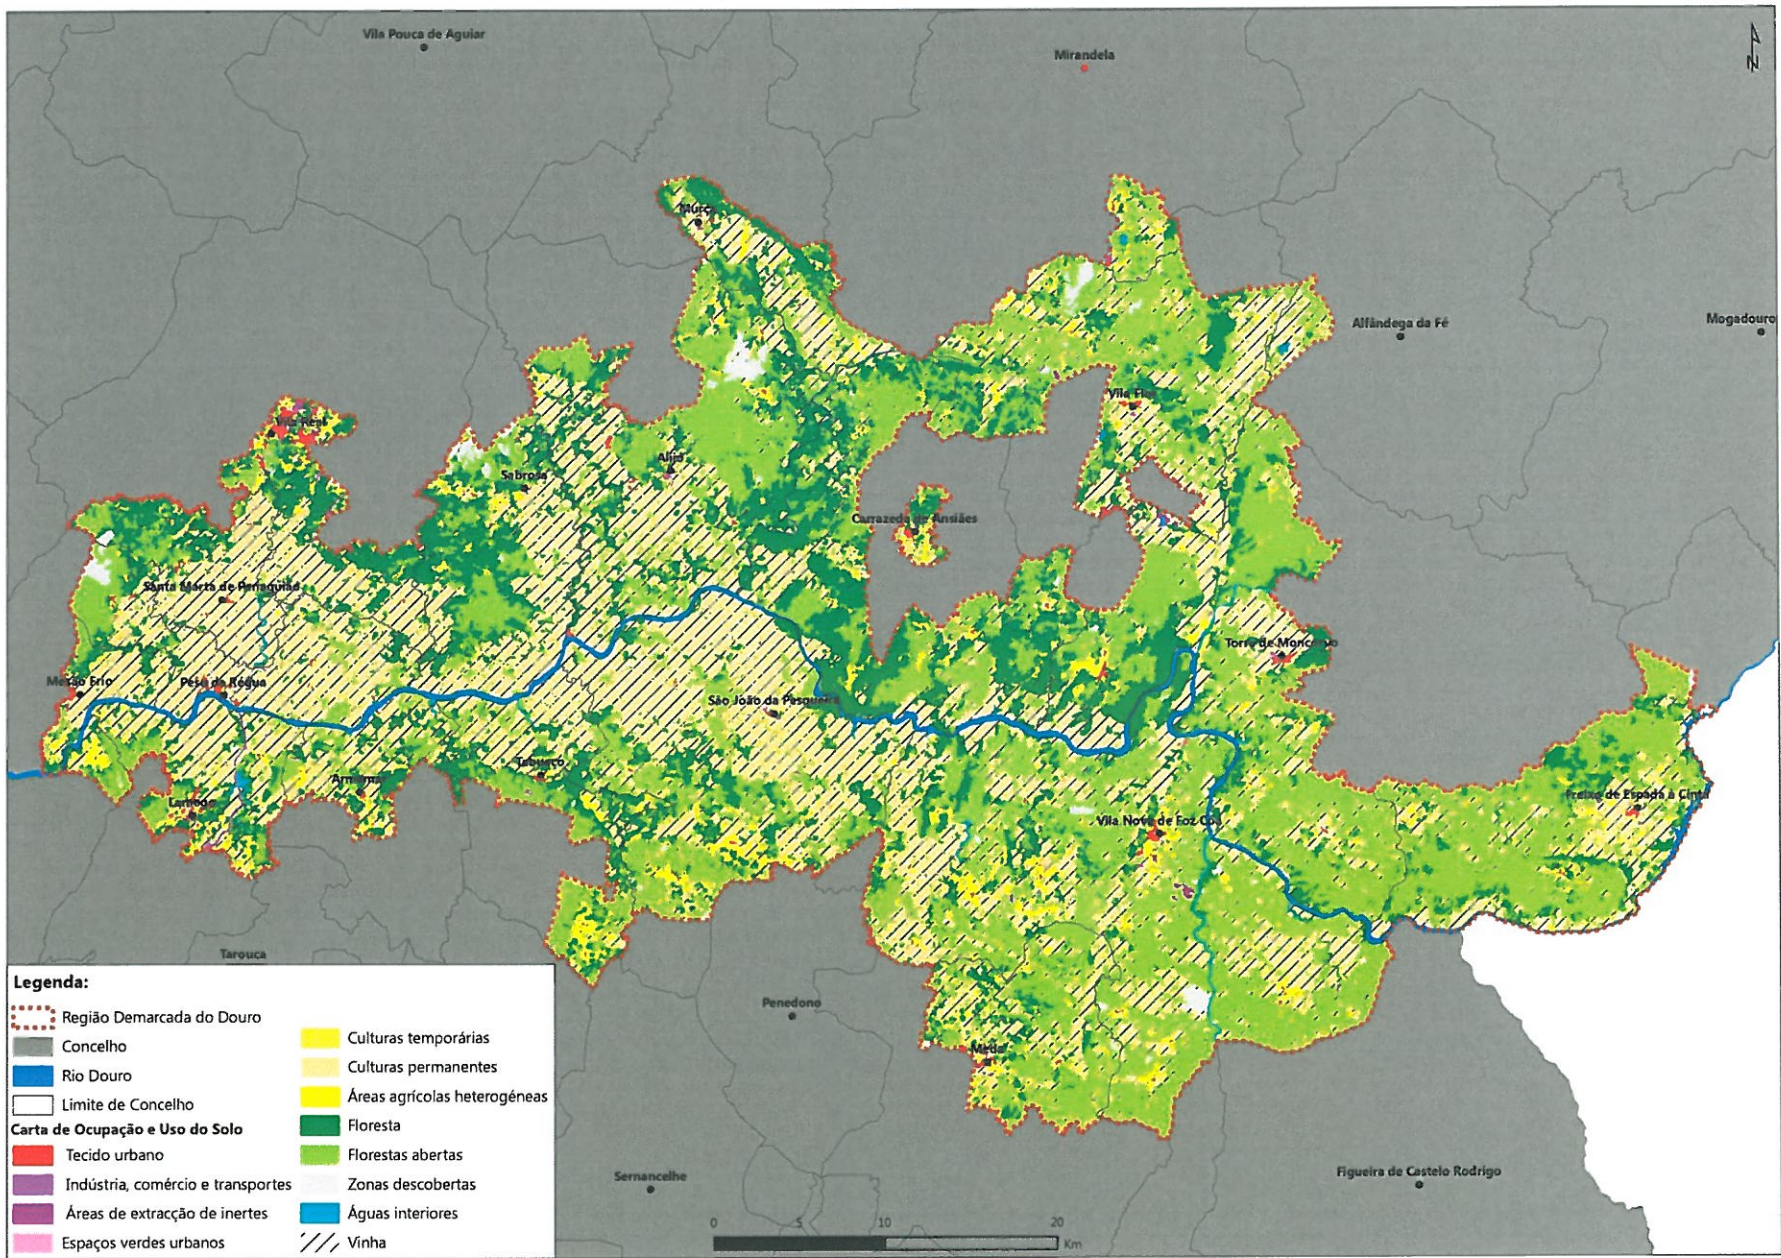 Vila Pouca de Aguiar
Mirandela
N
Murça
Alfândega da Fé
Mogadouro
Vila Flor
Vila Real
Alijó
Sabrosa
Carrazeda de Ansiães
Santa Marta de Penaguião
Torre de Moncorvo
Mesão Frio
Peso da Régua
São João da Pesqueira
Tabuaço
Armamar
Freixo de Espada à Cinta
Lamego
Vila Nova de Foz Côa
Tarouca
Penedono
Mêda
Sernancelhe
Figueira de Castelo Rodrigo
Legenda:
Região Demarcada do Douro
Concelho
Rio Douro
Limite de Concelho
Carta de Ocupação e Uso do Solo
Tecido urbano
Indústria, comércio e transportes
Áreas de extracção de inertes
Espaços verdes urbanos
Culturas temporárias
Culturas permanentes
Áreas agrícolas heterogéneas
Floresta
Florestas abertas
Zonas descobertas
Águas interiores
Vinha
0 5 10 20
Km